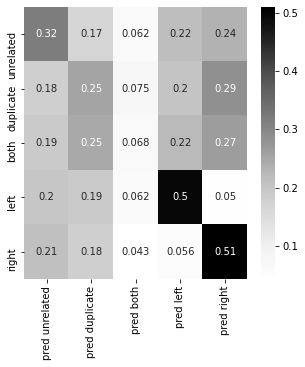 unrelated 0.32 0.17 0.062 0.22 0.24
duplicate 0.18 0.25 0.075 0.2 0.29
both 0.19 0.25 0.068 0.22 0.27
left 0.2 0.19 0.062 0.5 0.05
right 0.21 0.18 0.043 0.056 0.51
pred unrelated
pred duplicate
pred both
pred left
pred right
0.5
0.4
0.3
0.2
0.1